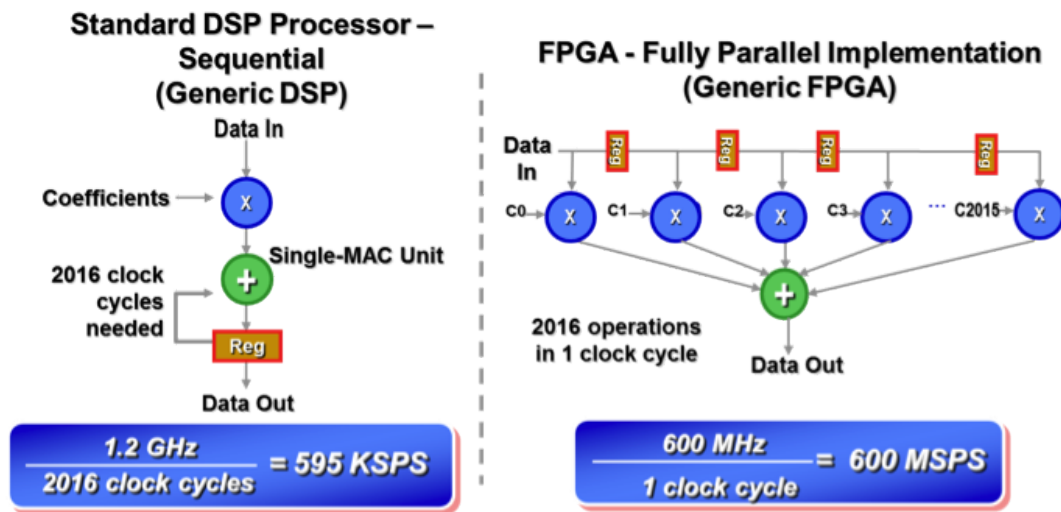 Standard DSP Processor –
Sequential
(Generic DSP)
Data In
Coefficients
X
Single-MAC Unit
+
2016 clock
cycles
needed
Reg
Data Out
1.2 GHz
2016 clock cycles
= 595 KSPS
FPGA - Fully Parallel Implementation
(Generic FPGA)
Data
In
Reg
Reg
Reg
Reg
C0
X
C1
X
C2
X
C3
X
... C2015
X
+
2016 operations
in 1 clock cycle
Data Out
600 MHz
1 clock cycle
= 600 MSPS